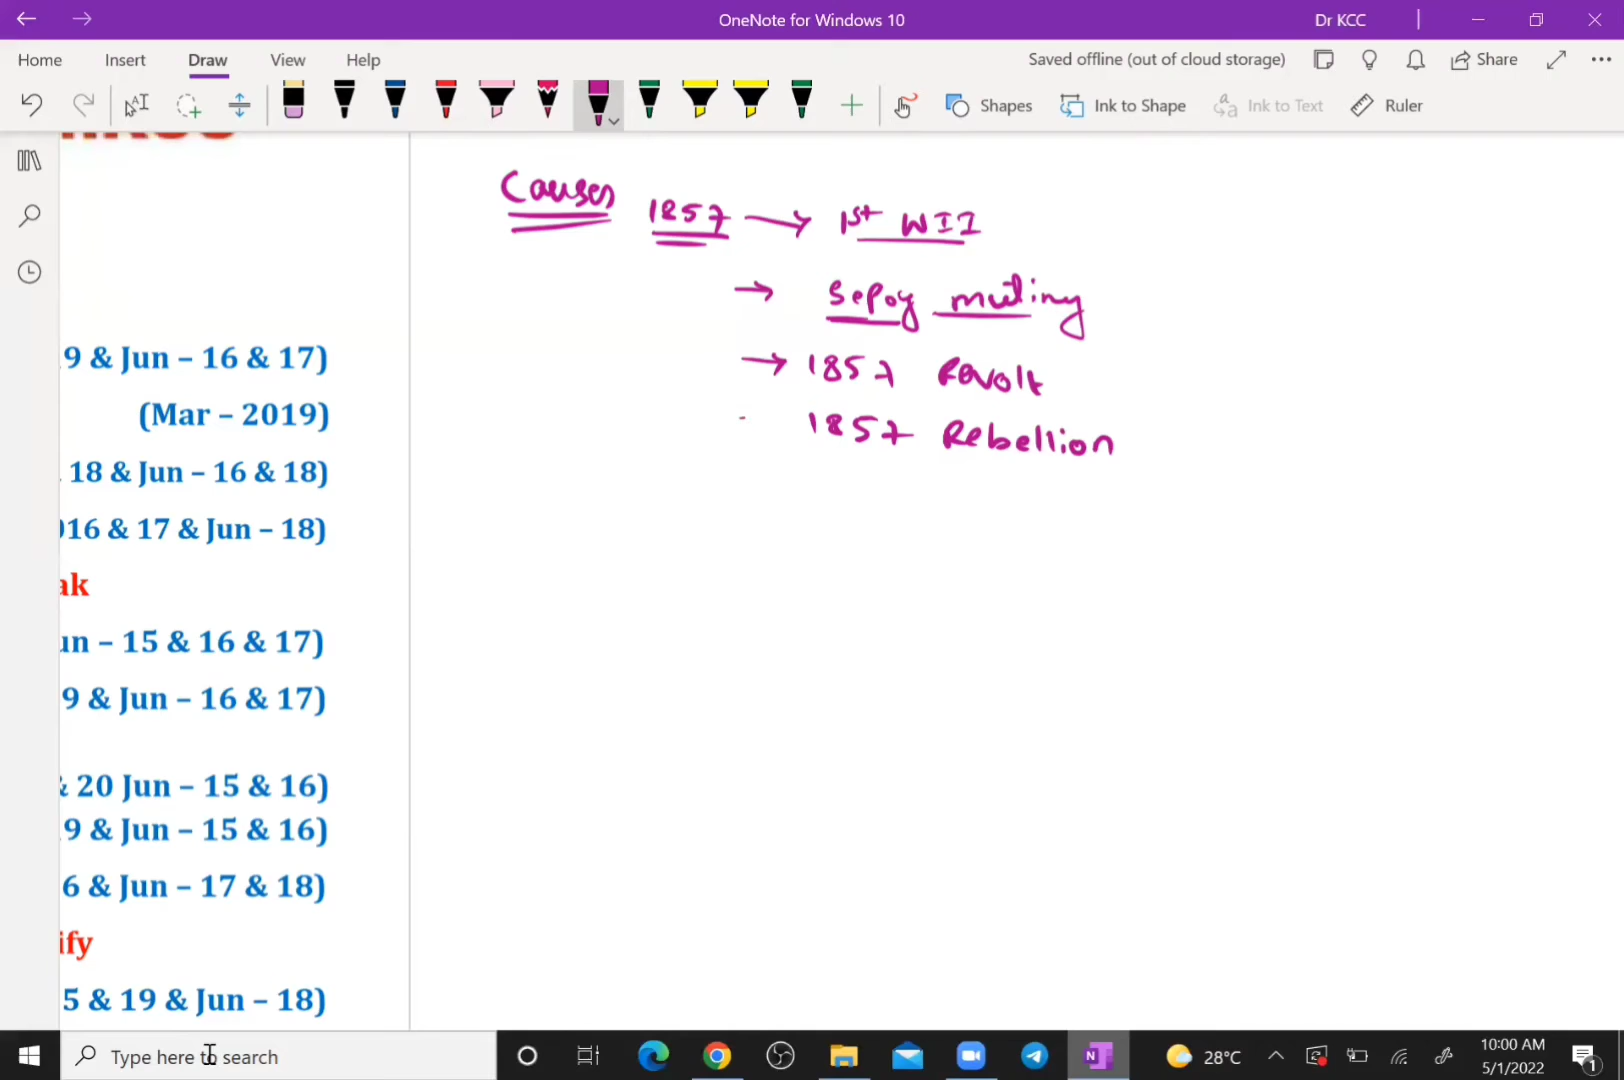 OneNote for Windows 10
Dr KCC
Home Insert Draw View Help
Saved offline (out of cloud storage)
Share
Shapes
Ink to Shape
Ink to Text
Ruler
Causes 1857 → 1st WII
→ Sepoy mutiny
→ 1857 Revolt
1857 Rebellion
9 & Jun – 16 & 17)
(Mar – 2019)
18 & Jun – 16 & 18)
016 & 17 & Jun – 18)
ak
un – 15 & 16 & 17)
9 & Jun – 16 & 17)
& 20 Jun – 15 & 16)
9 & Jun – 15 & 16)
6 & Jun – 17 & 18)
ify
5 & 19 & Jun – 18)
Type here to search
28°C
10:00 AM
5/1/2022
1